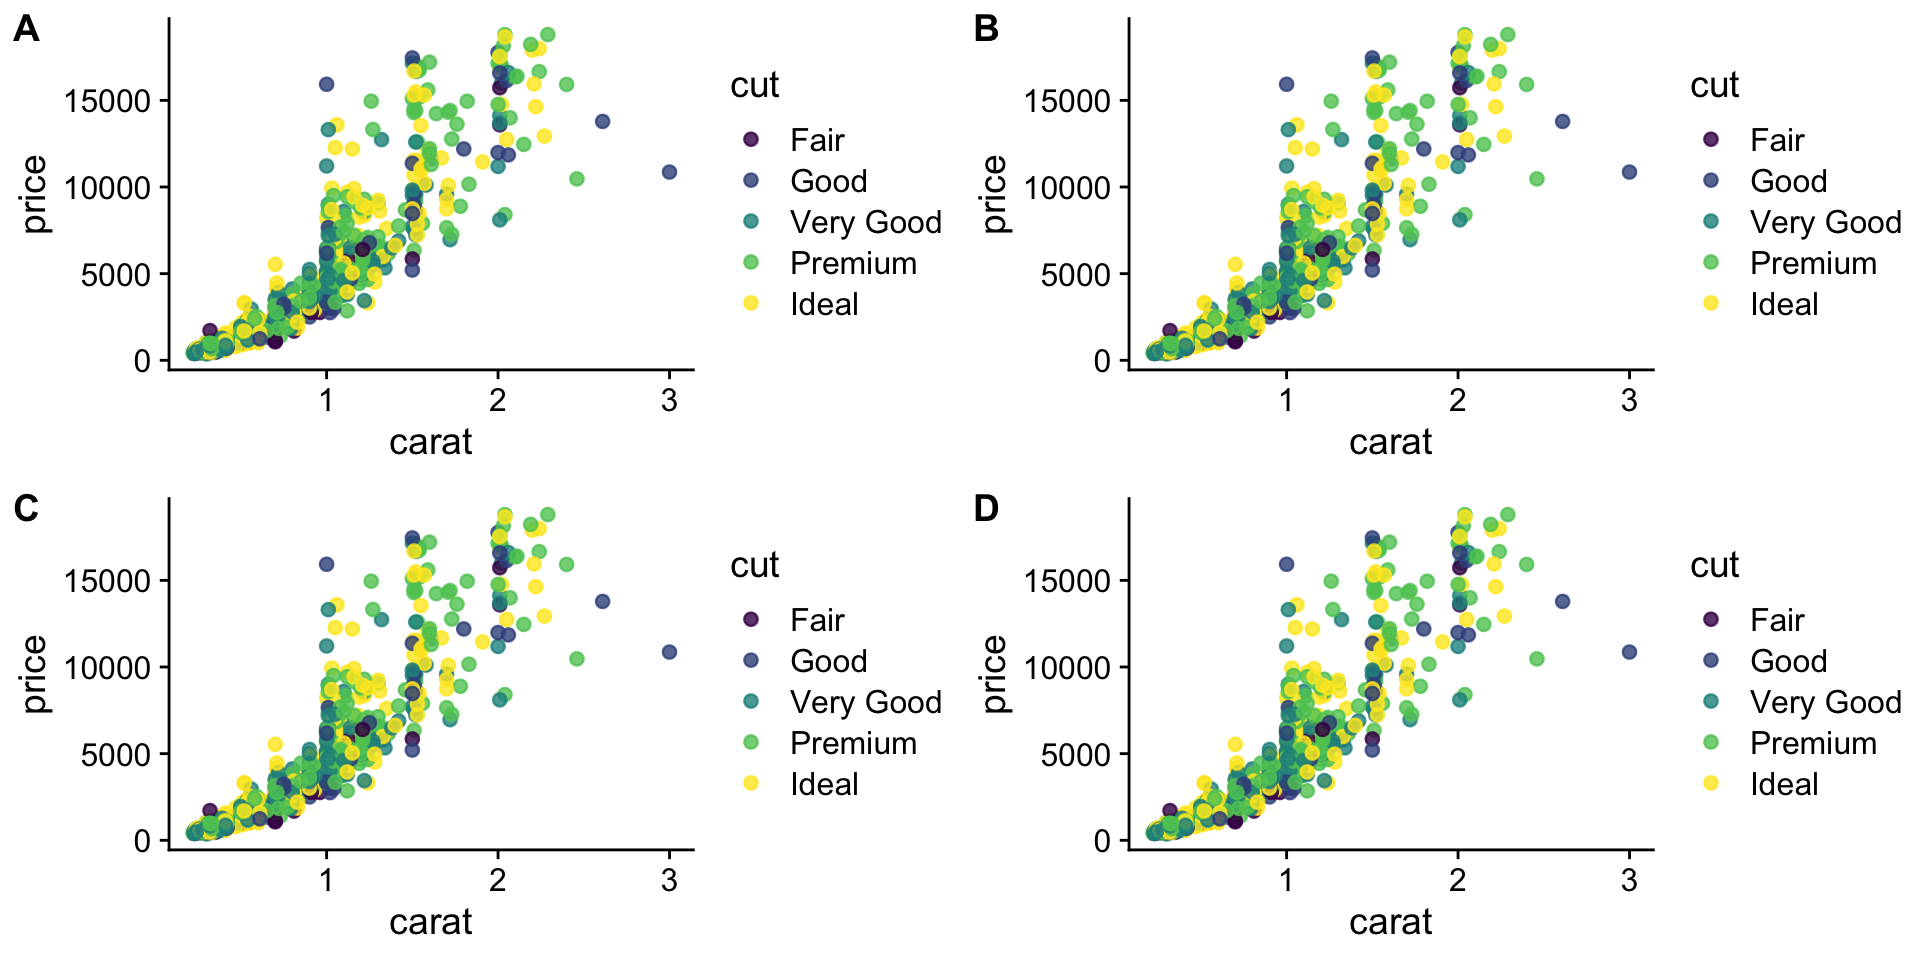 A
price
15000
10000
5000
0
1 2 3
carat
cut
Fair
Good
Very Good
Premium
Ideal
B
price
15000
10000
5000
0
1 2 3
carat
cut
Fair
Good
Very Good
Premium
Ideal
C
price
15000
10000
5000
0
1 2 3
carat
cut
Fair
Good
Very Good
Premium
Ideal
D
price
15000
10000
5000
0
1 2 3
carat
cut
Fair
Good
Very Good
Premium
Ideal